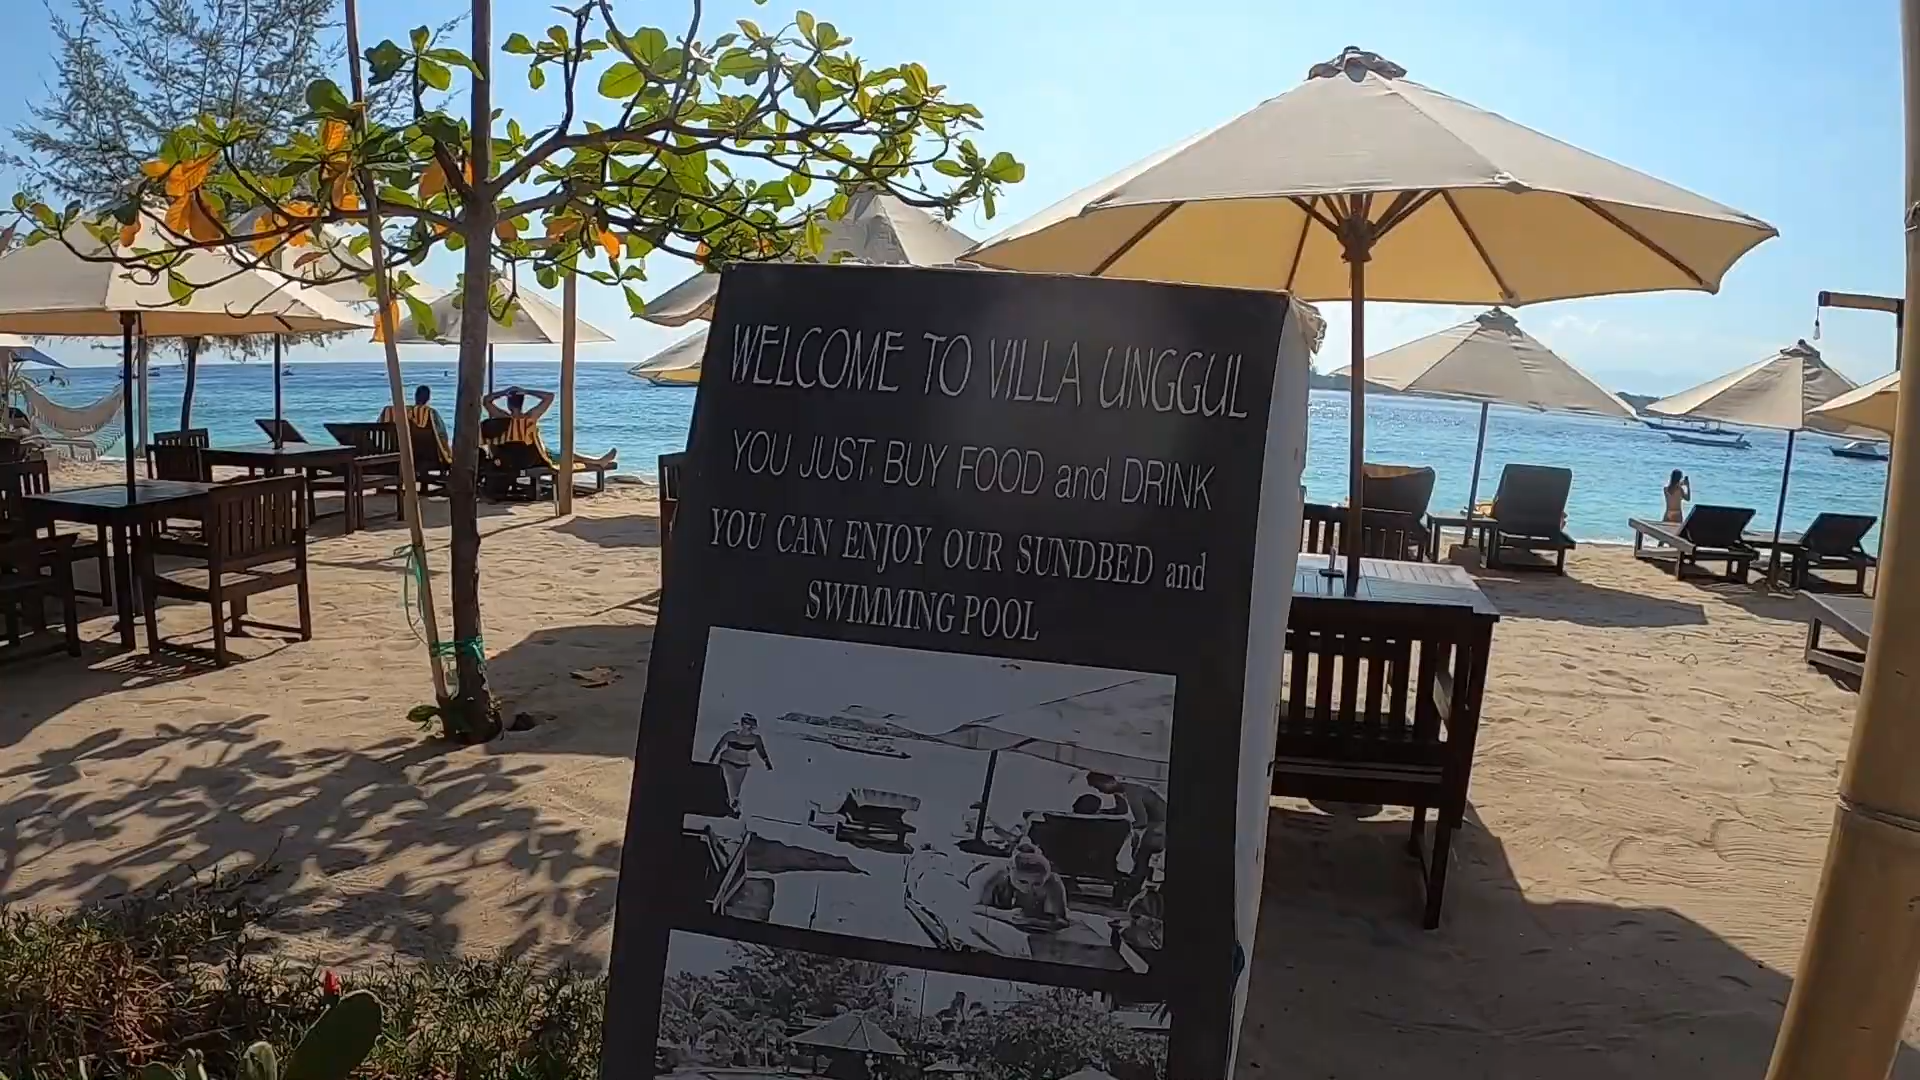 WELCOME TO VILLA UNGGUL
YOU JUST BUY FOOD and DRINK
YOU CAN ENJOY OUR SUNDBED and
SWIMMING POOL